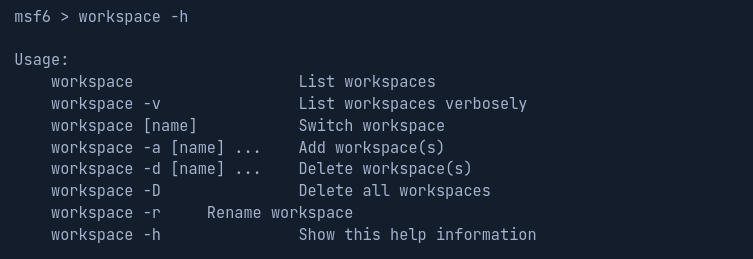 msf6 > workspace -h

Usage:
    workspace                  List workspaces
    workspace -v               List workspaces verbosely
    workspace [name]           Switch workspace
    workspace -a [name] ...    Add workspace(s)
    workspace -d [name] ...    Delete workspace(s)
    workspace -D               Delete all workspaces
    workspace -r     Rename workspace
    workspace -h               Show this help information